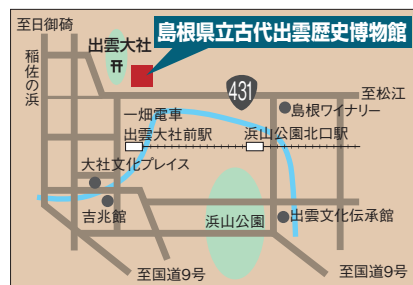 至日御碕
島根県立古代出雲歴史博物館
出雲大社
稲佐の浜
431
至松江
島根ワイナリー
一畑電車
出雲大社前駅
浜山公園北口駅
大社文化プレイス
吉兆館
浜山公園
出雲文化伝承館
至国道9号
至国道9号